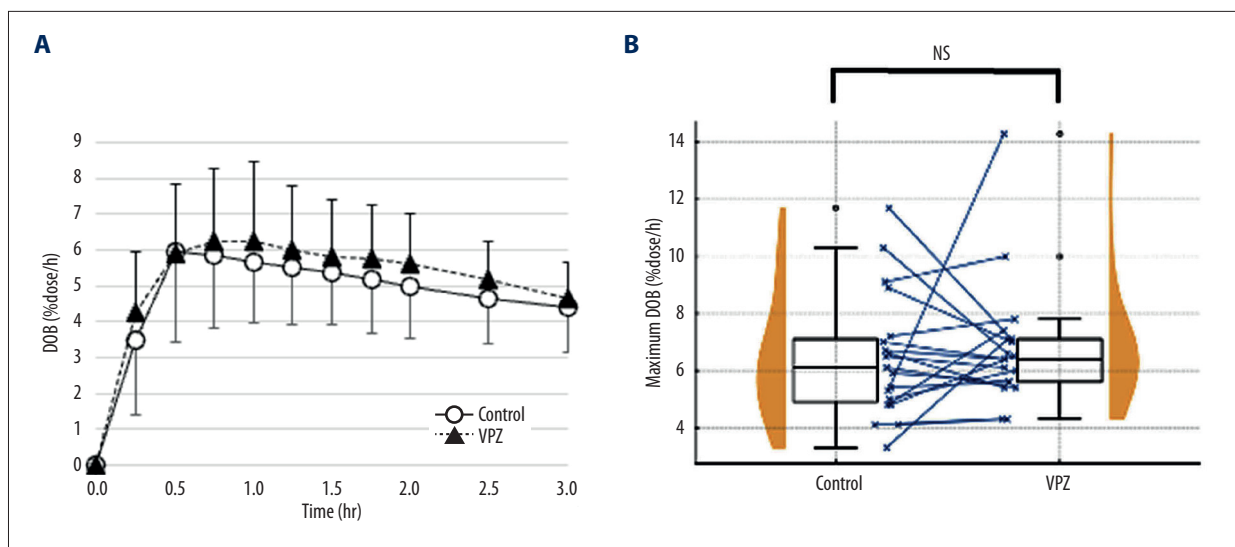 A
9
8
7
6
5
4
3
2
1
0
DOB (%dose/h)
Control
VPZ
0.0 0.5 1.0 1.5 2.0 2.5 3.0
Time (hr)
B
NS
14
12
10
8
6
4
Maximum DOB (%dose/h)
Control VPZ